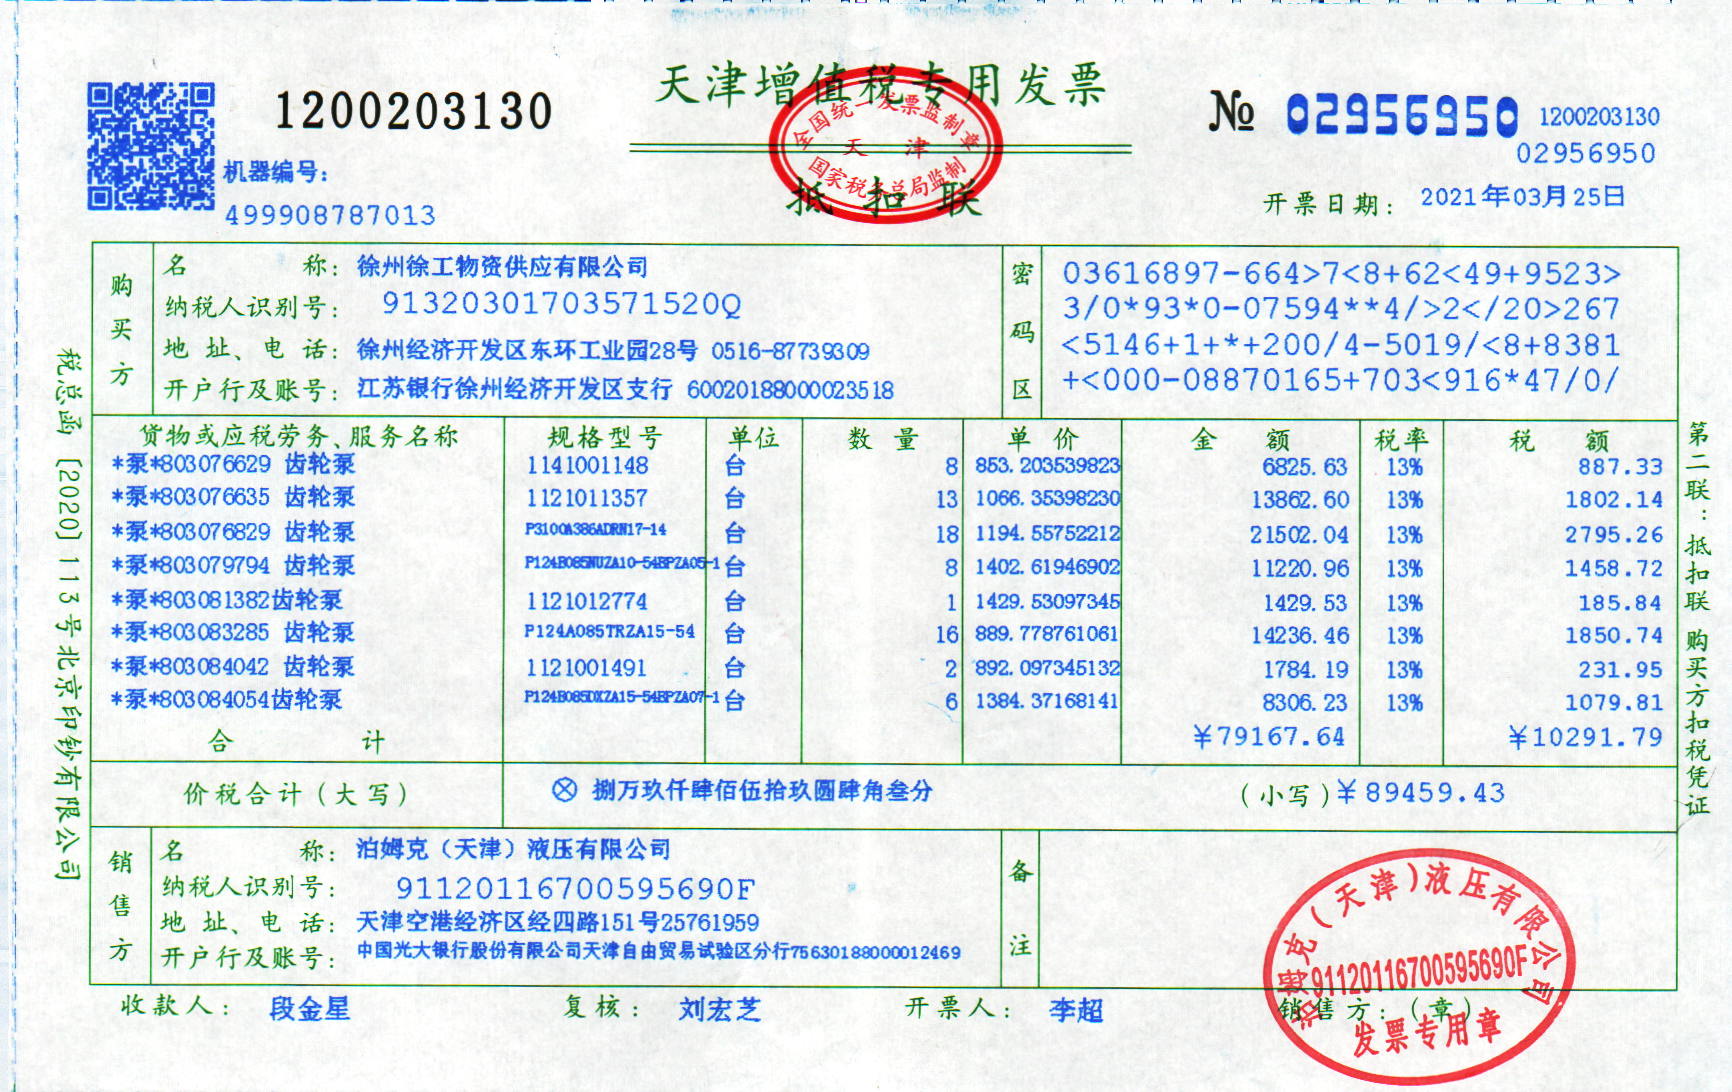 天津增值税专用发票
1200203130
№ 02956950
1200203130
02956950
全国统一发票监制章
天 津
国家税务总局监制
抵扣联
机器编号:
499908787013
开票日期: 2021年03月25日
购买方
名 称: 徐州徐工物资供应有限公司
纳税人识别号: 91320301703571520Q
地 址、电 话: 徐州经济开发区东环工业园28号 0516-87739309
开户行及账号: 江苏银行徐州经济开发区支行 60020188000023518
密码区
03616897-664>7<8+62<49+9523>
3/0*93*0-07594**4/>2</20>267
<5146+1+*+200/4-5019/<8+8381
+<000-08870165+703<916*47/0/
货物或应税劳务、服务名称 规格型号 单位 数 量 单 价 金 额 税率 税 额
*泵*803076629 齿轮泵 1141001148 台 8 853.203539823 6825.63 13% 887.33
*泵*803076635 齿轮泵 1121011357 台 13 1066.35398230 13862.60 13% 1802.14
*泵*803076829 齿轮泵 P3100A386ADRN17-14 台 18 1194.55752212 21502.04 13% 2795.26
*泵*803079794 齿轮泵 P124B085NUZA10-54BPZA05-1 台 8 1402.61946902 11220.96 13% 1458.72
*泵*803081382齿轮泵 1121012774 台 1 1429.53097345 1429.53 13% 185.84
*泵*803083285 齿轮泵 P124A085TRZA15-54 台 16 889.778761061 14236.46 13% 1850.74
*泵*803084042 齿轮泵 1121001491 台 2 892.097345132 1784.19 13% 231.95
*泵*803084054齿轮泵 P124B085DXZA15-54BPZA07-1 台 6 1384.37168141 8306.23 13% 1079.81
合 计 ¥79167.64 ¥10291.79
价税合计(大写) ⊗ 捌万玖仟肆佰伍拾玖圆肆角叁分 (小写)¥89459.43
销售方
名 称: 泊姆克（天津）液压有限公司
纳税人识别号: 91120116700595690F
地 址、电 话: 天津空港经济区经四路151号25761959
开户行及账号: 中国光大银行股份有限公司天津自由贸易试验区分行75630188000012469
备注
收款人: 段金星 复核: 刘宏芝 开票人: 李超 销售方:(章)
泊姆克(天津)液压有限公司
91120116700595690F
发票专用章
税总函〔2020〕113号北京印钞有限公司
第二联:抵扣联 购买方扣税凭证